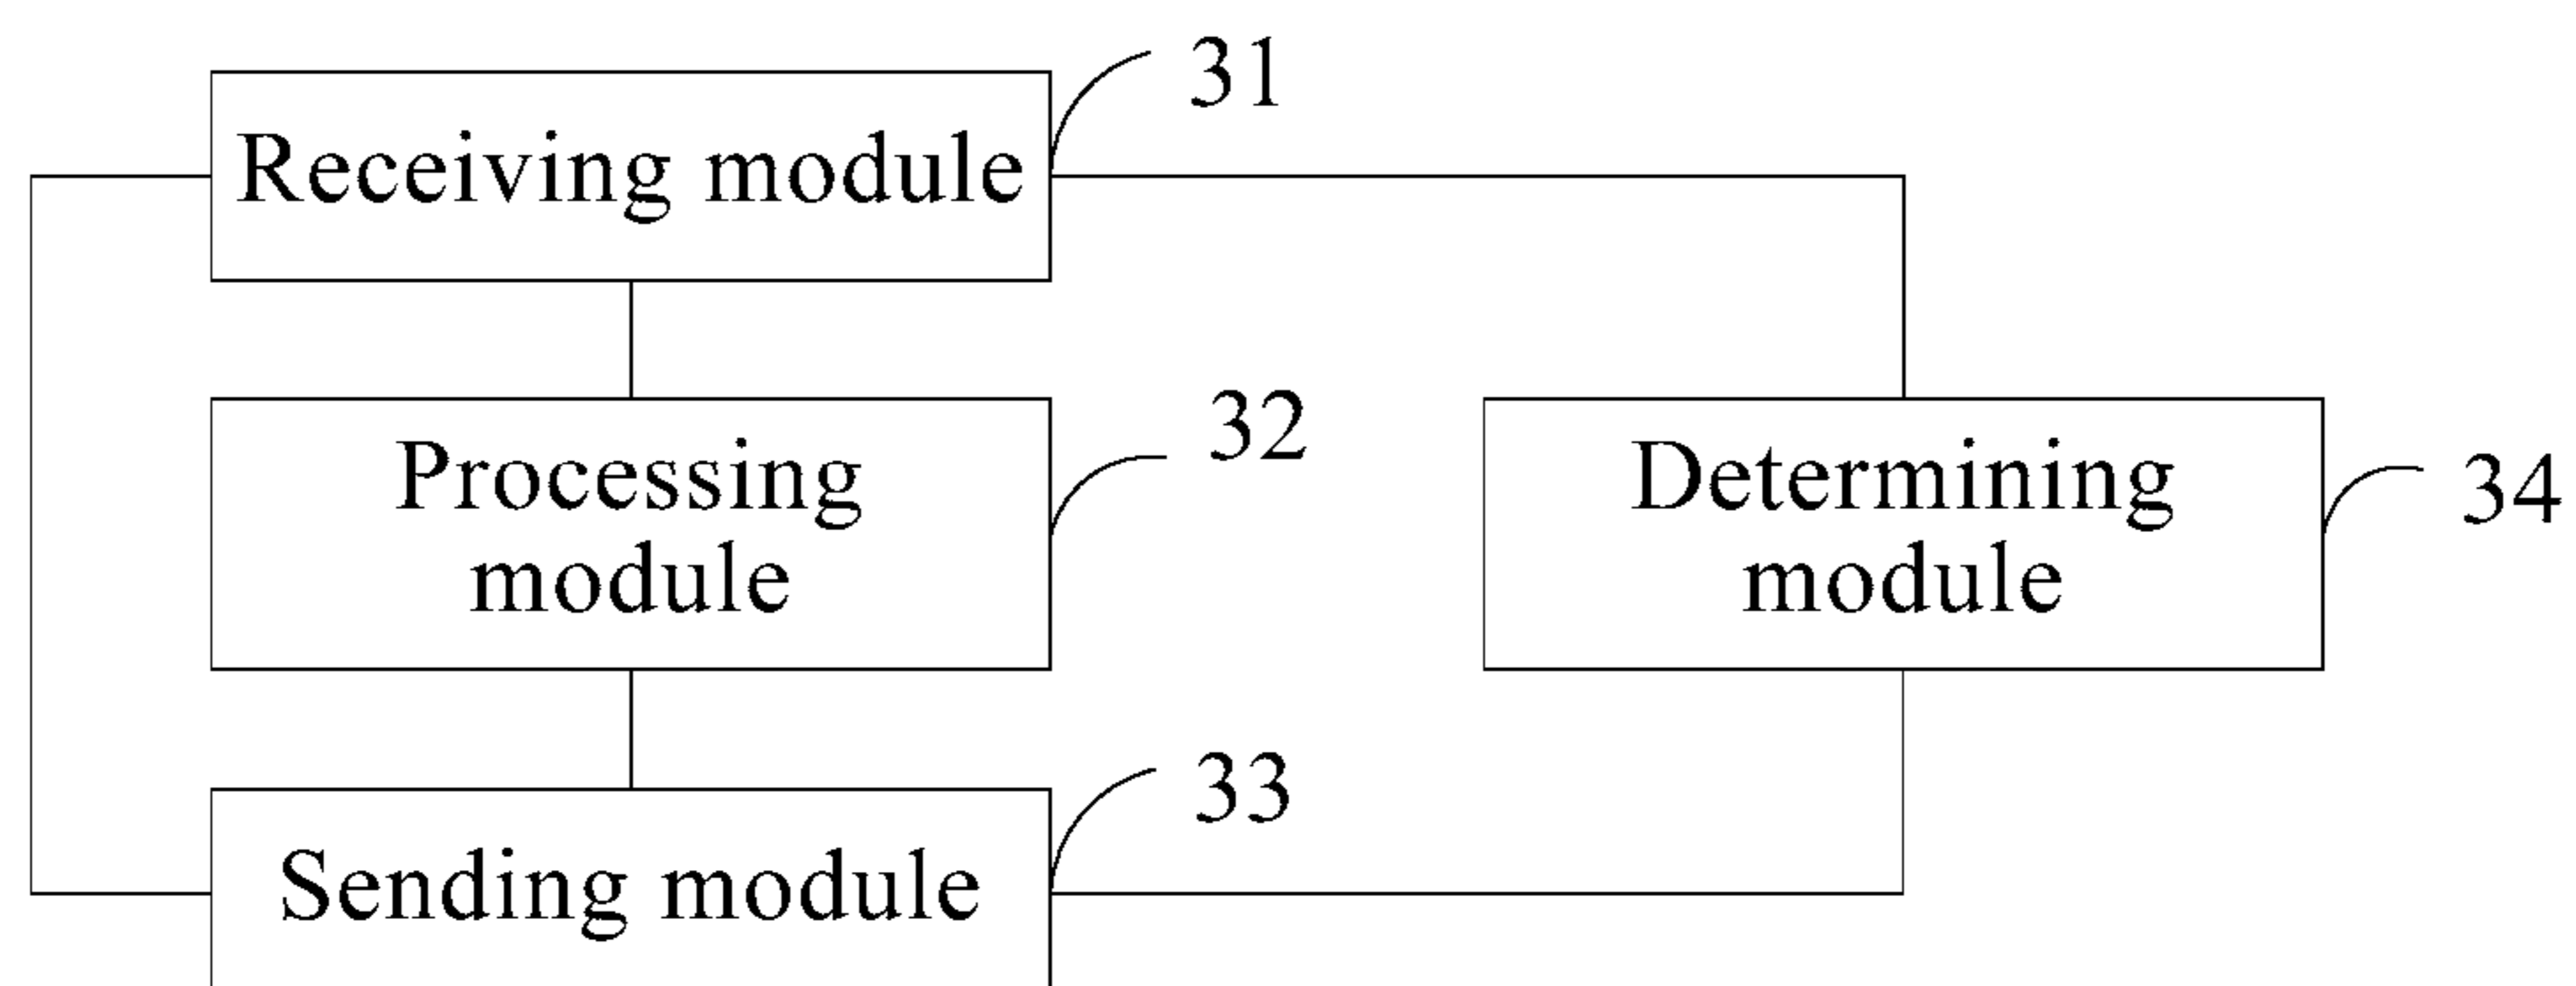 31
Receiving module
32
Processing
module
Determining
module
34
33
Sending module